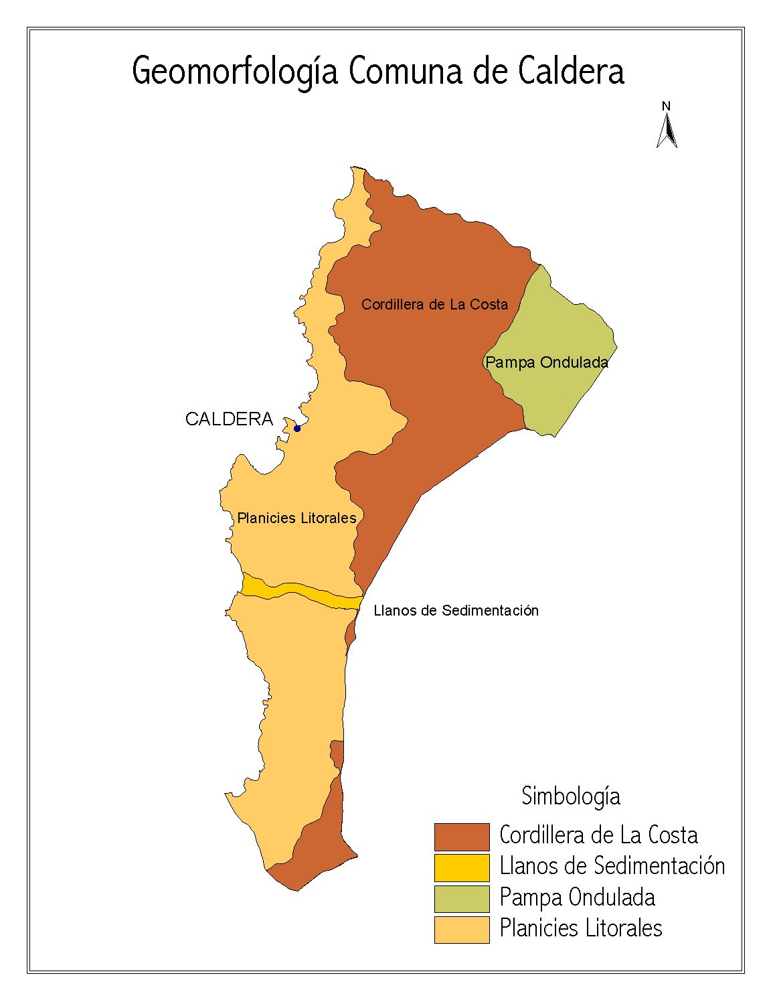 Geomorfología Comuna de Caldera
N
Cordillera de La Costa
Pampa Ondulada
CALDERA
Planicies Litorales
Llanos de Sedimentación
Simbología
Cordillera de La Costa
Llanos de Sedimentación
Pampa Ondulada
Planicies Litorales